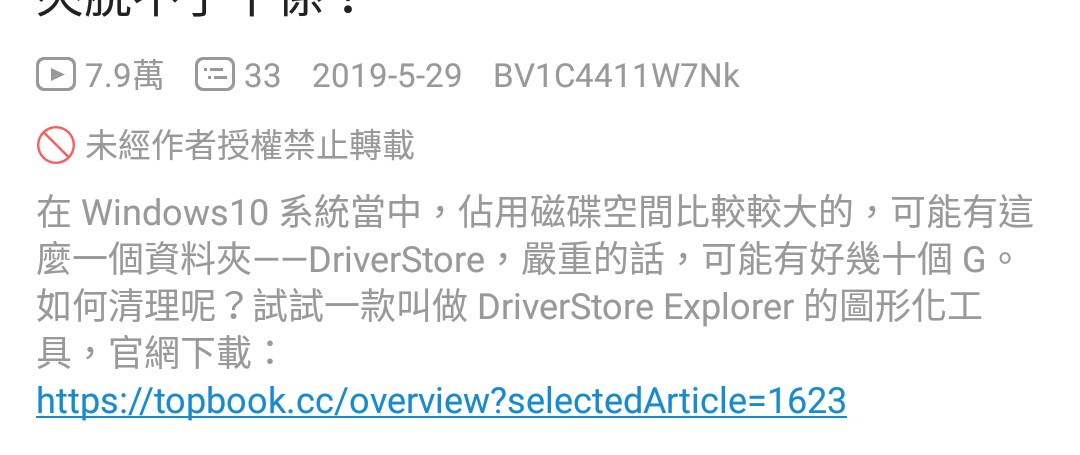 7.9萬 33 2019-5-29 BV1C4411W7Nk
未經作者授權禁止轉載
在 Windows10 系統當中，佔用磁碟空間比較較大的，可能有這
麼一個資料夾——DriverStore，嚴重的話，可能有好幾十個 G。
如何清理呢？試試一款叫做 DriverStore Explorer 的圖形化工
具，官網下載：
https://topbook.cc/overview?selectedArticle=1623